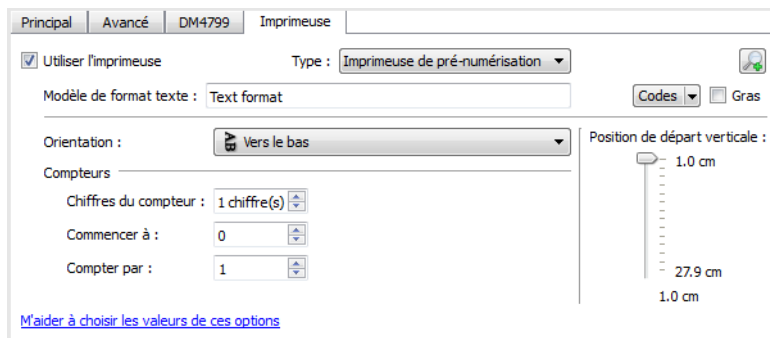 Principal Avancé DM4799 Imprimeuse
Utiliser l'imprimeuse Type : Imprimeuse de pré-numérisation
Modèle de format texte : Text format Codes Gras
Orientation : AB Vers le bas Position de départ verticale :
1.0 cm
Compteurs
Chiffres du compteur : 1 chiffre(s)
Commencer à : 0
Compter par : 1 27.9 cm
1.0 cm
M'aider à choisir les valeurs de ces options